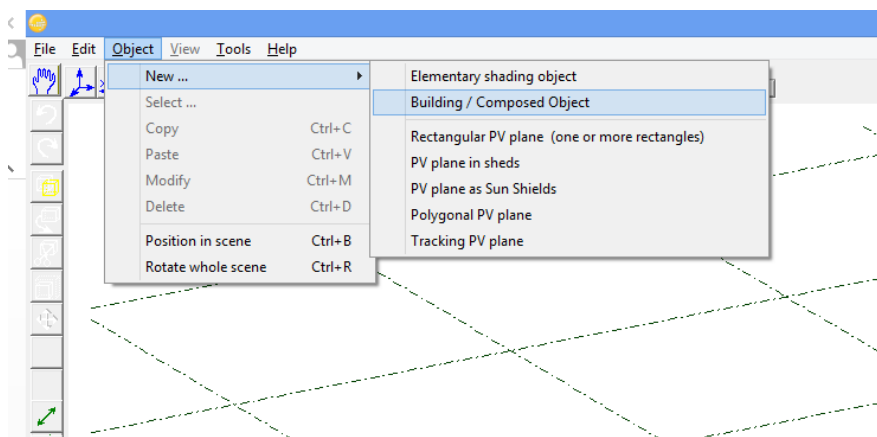 File Edit Object View Tools Help
New ...
Select ...
Copy Ctrl+C
Paste Ctrl+V
Modify Ctrl+M
Delete Ctrl+D
Position in scene Ctrl+B
Rotate whole scene Ctrl+R
Elementary shading object
Building / Composed Object
Rectangular PV plane (one or more rectangles)
PV plane in sheds
PV plane as Sun Shields
Polygonal PV plane
Tracking PV plane